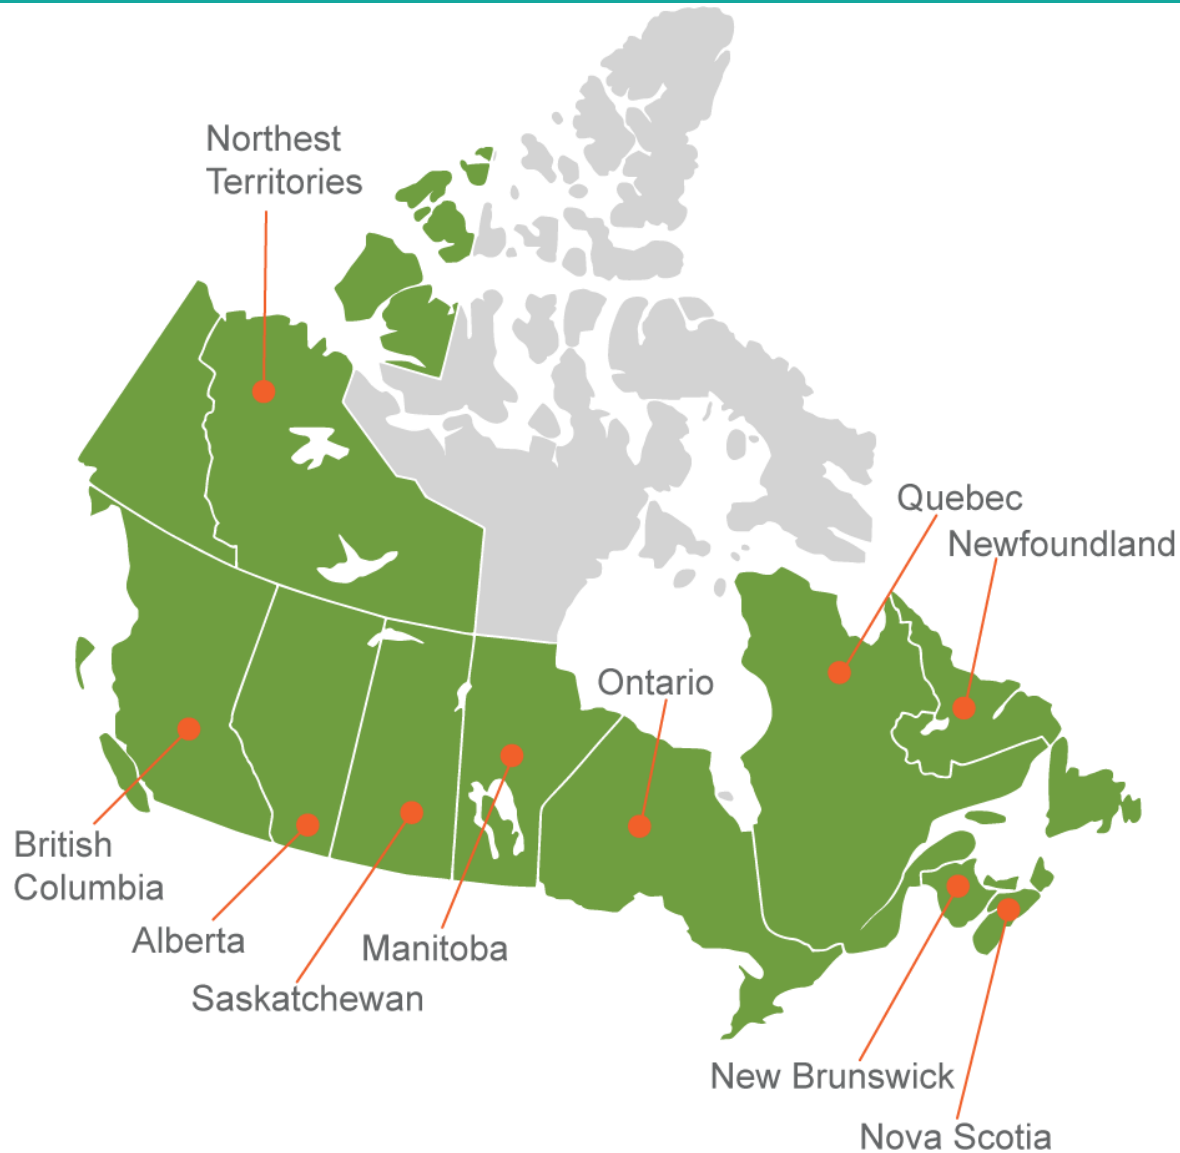 Northest
Territories
Quebec
Newfoundland
Ontario
British
Columbia
Alberta
Manitoba
Saskatchewan
New Brunswick
Nova Scotia